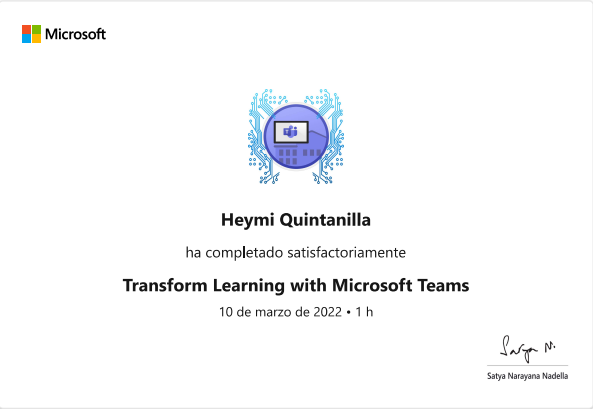 Microsoft
Heymi Quintanilla
ha completado satisfactoriamente
Transform Learning with Microsoft Teams
10 de marzo de 2022 • 1 h
Satya N.
Satya Narayana Nadella